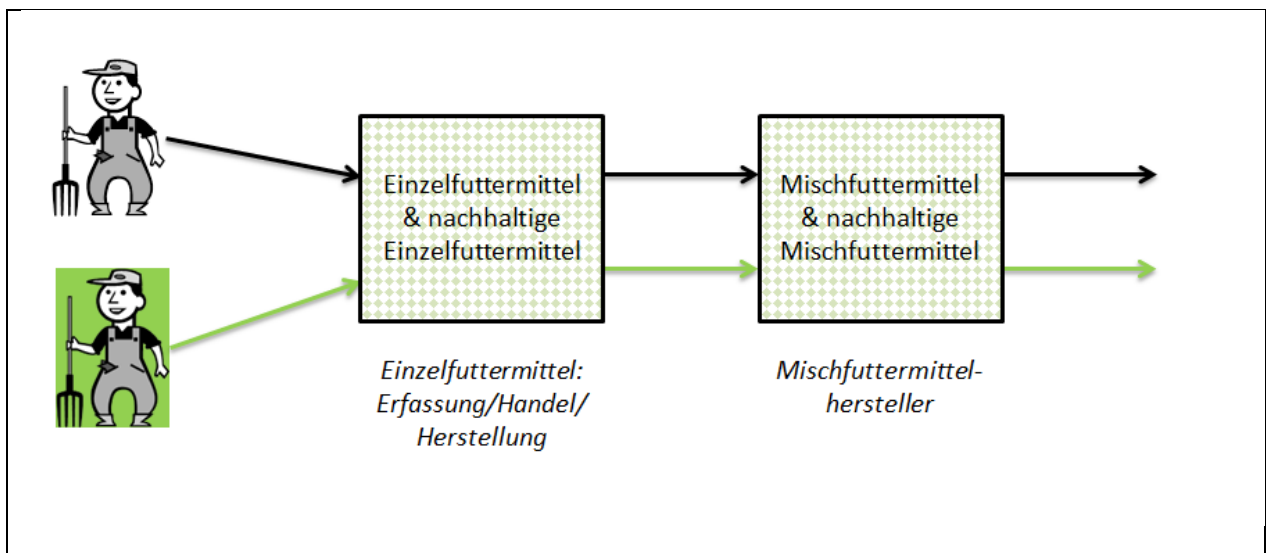 Einzelfuttermittel
& nachhaltige
Einzelfuttermittel
Mischfuttermittel
& nachhaltige
Mischfuttermittel
Einzelfuttermittel:
Erfassung/Handel/
Herstellung
Mischfuttermittel-
hersteller